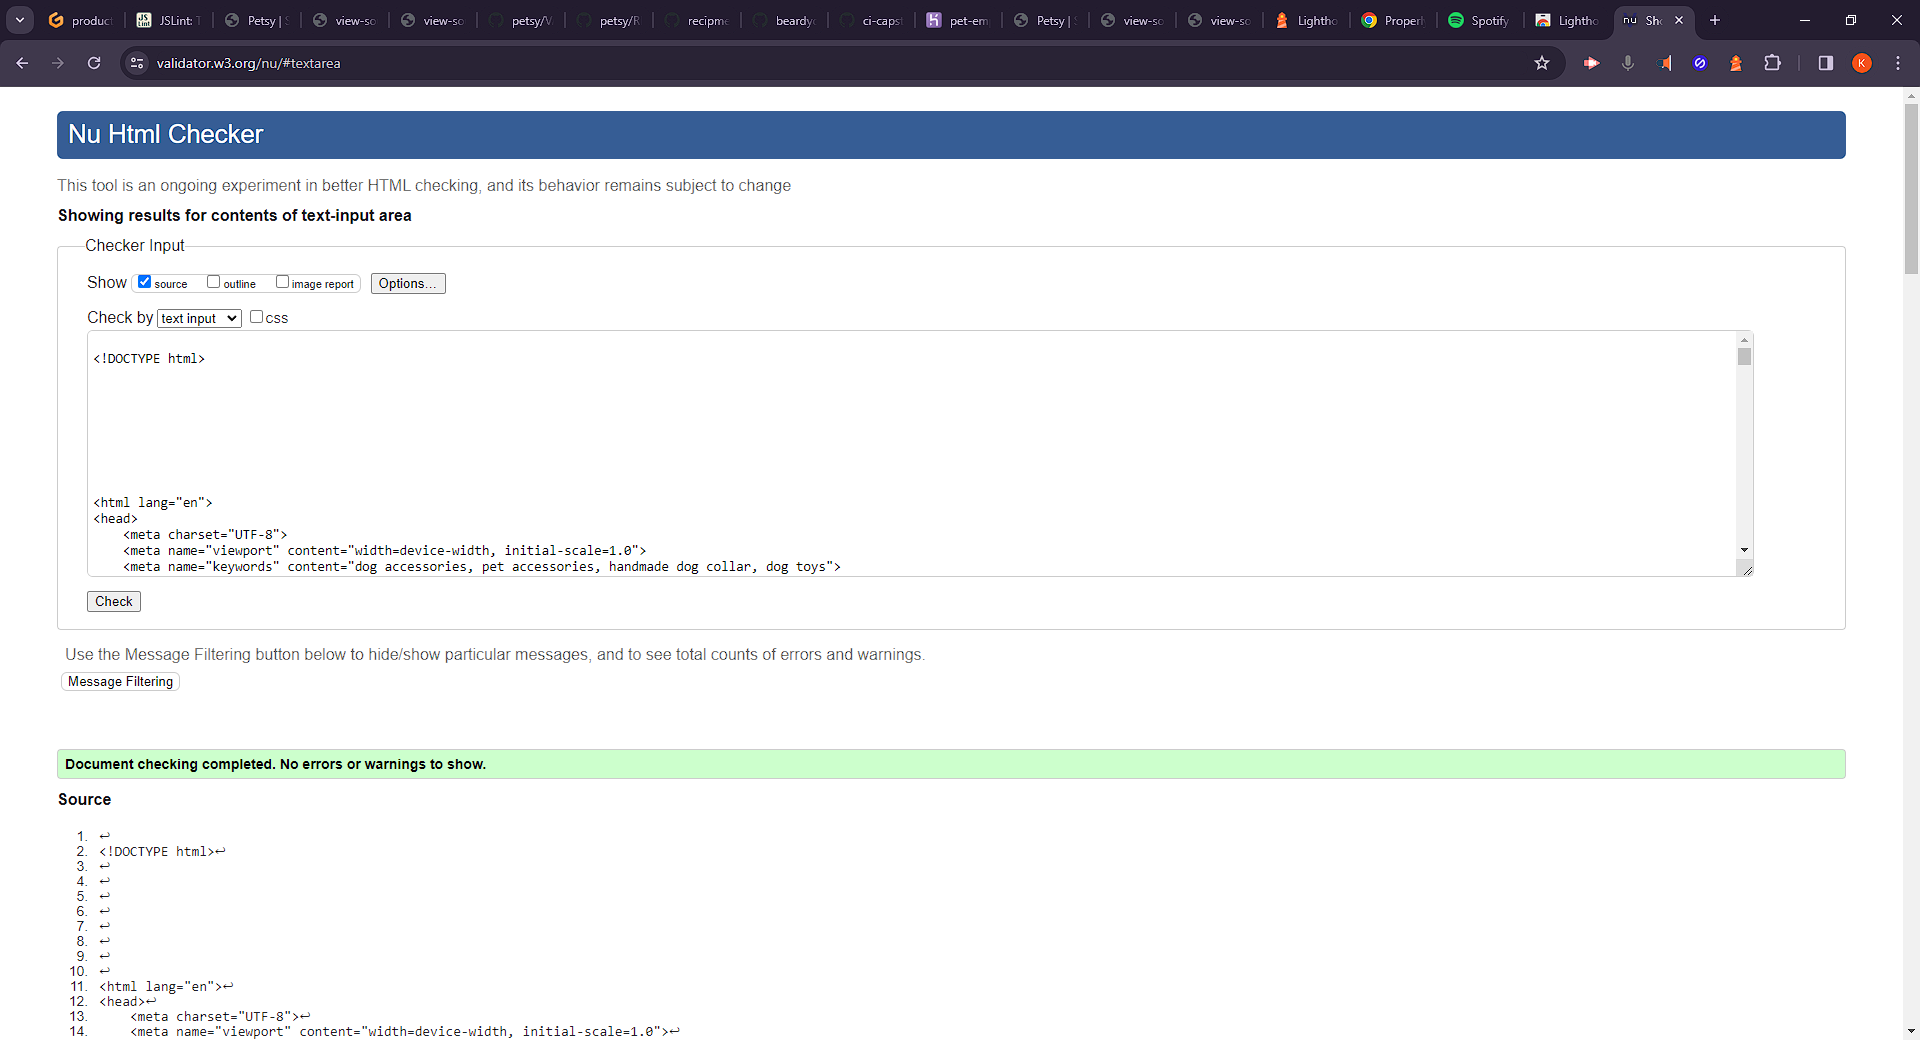 product
JSLint: T
Petsy | S
view-so
view-so
petsy/V
petsy/R
recipme
beardyc
ci-caps
pet-em
Petsy | S
view-so
view-so
Lightho
Properl
Spotify
Lightho
nu Sho
validator.w3.org/nu/#textarea
K
Nu Html Checker
This tool is an ongoing experiment in better HTML checking, and its behavior remains subject to change
Showing results for contents of text-input area
Checker Input
Show source outline image report Options...
Check by text input css
<!DOCTYPE html>
<html lang="en">
<head>
<meta charset="UTF-8">
<meta name="viewport" content="width=device-width, initial-scale=1.0">
<meta name="keywords" content="dog accessories, pet accessories, handmade dog collar, dog toys">
Check
Use the Message Filtering button below to hide/show particular messages, and to see total counts of errors and warnings.
Message Filtering
Document checking completed. No errors or warnings to show.
Source
1. ↩
2. <!DOCTYPE html>↩
3. ↩
4. ↩
5. ↩
6. ↩
7. ↩
8. ↩
9. ↩
10. ↩
11. <html lang="en">↩
12. <head>↩
13. <meta charset="UTF-8">↩
14. <meta name="viewport" content="width=device-width, initial-scale=1.0">↩